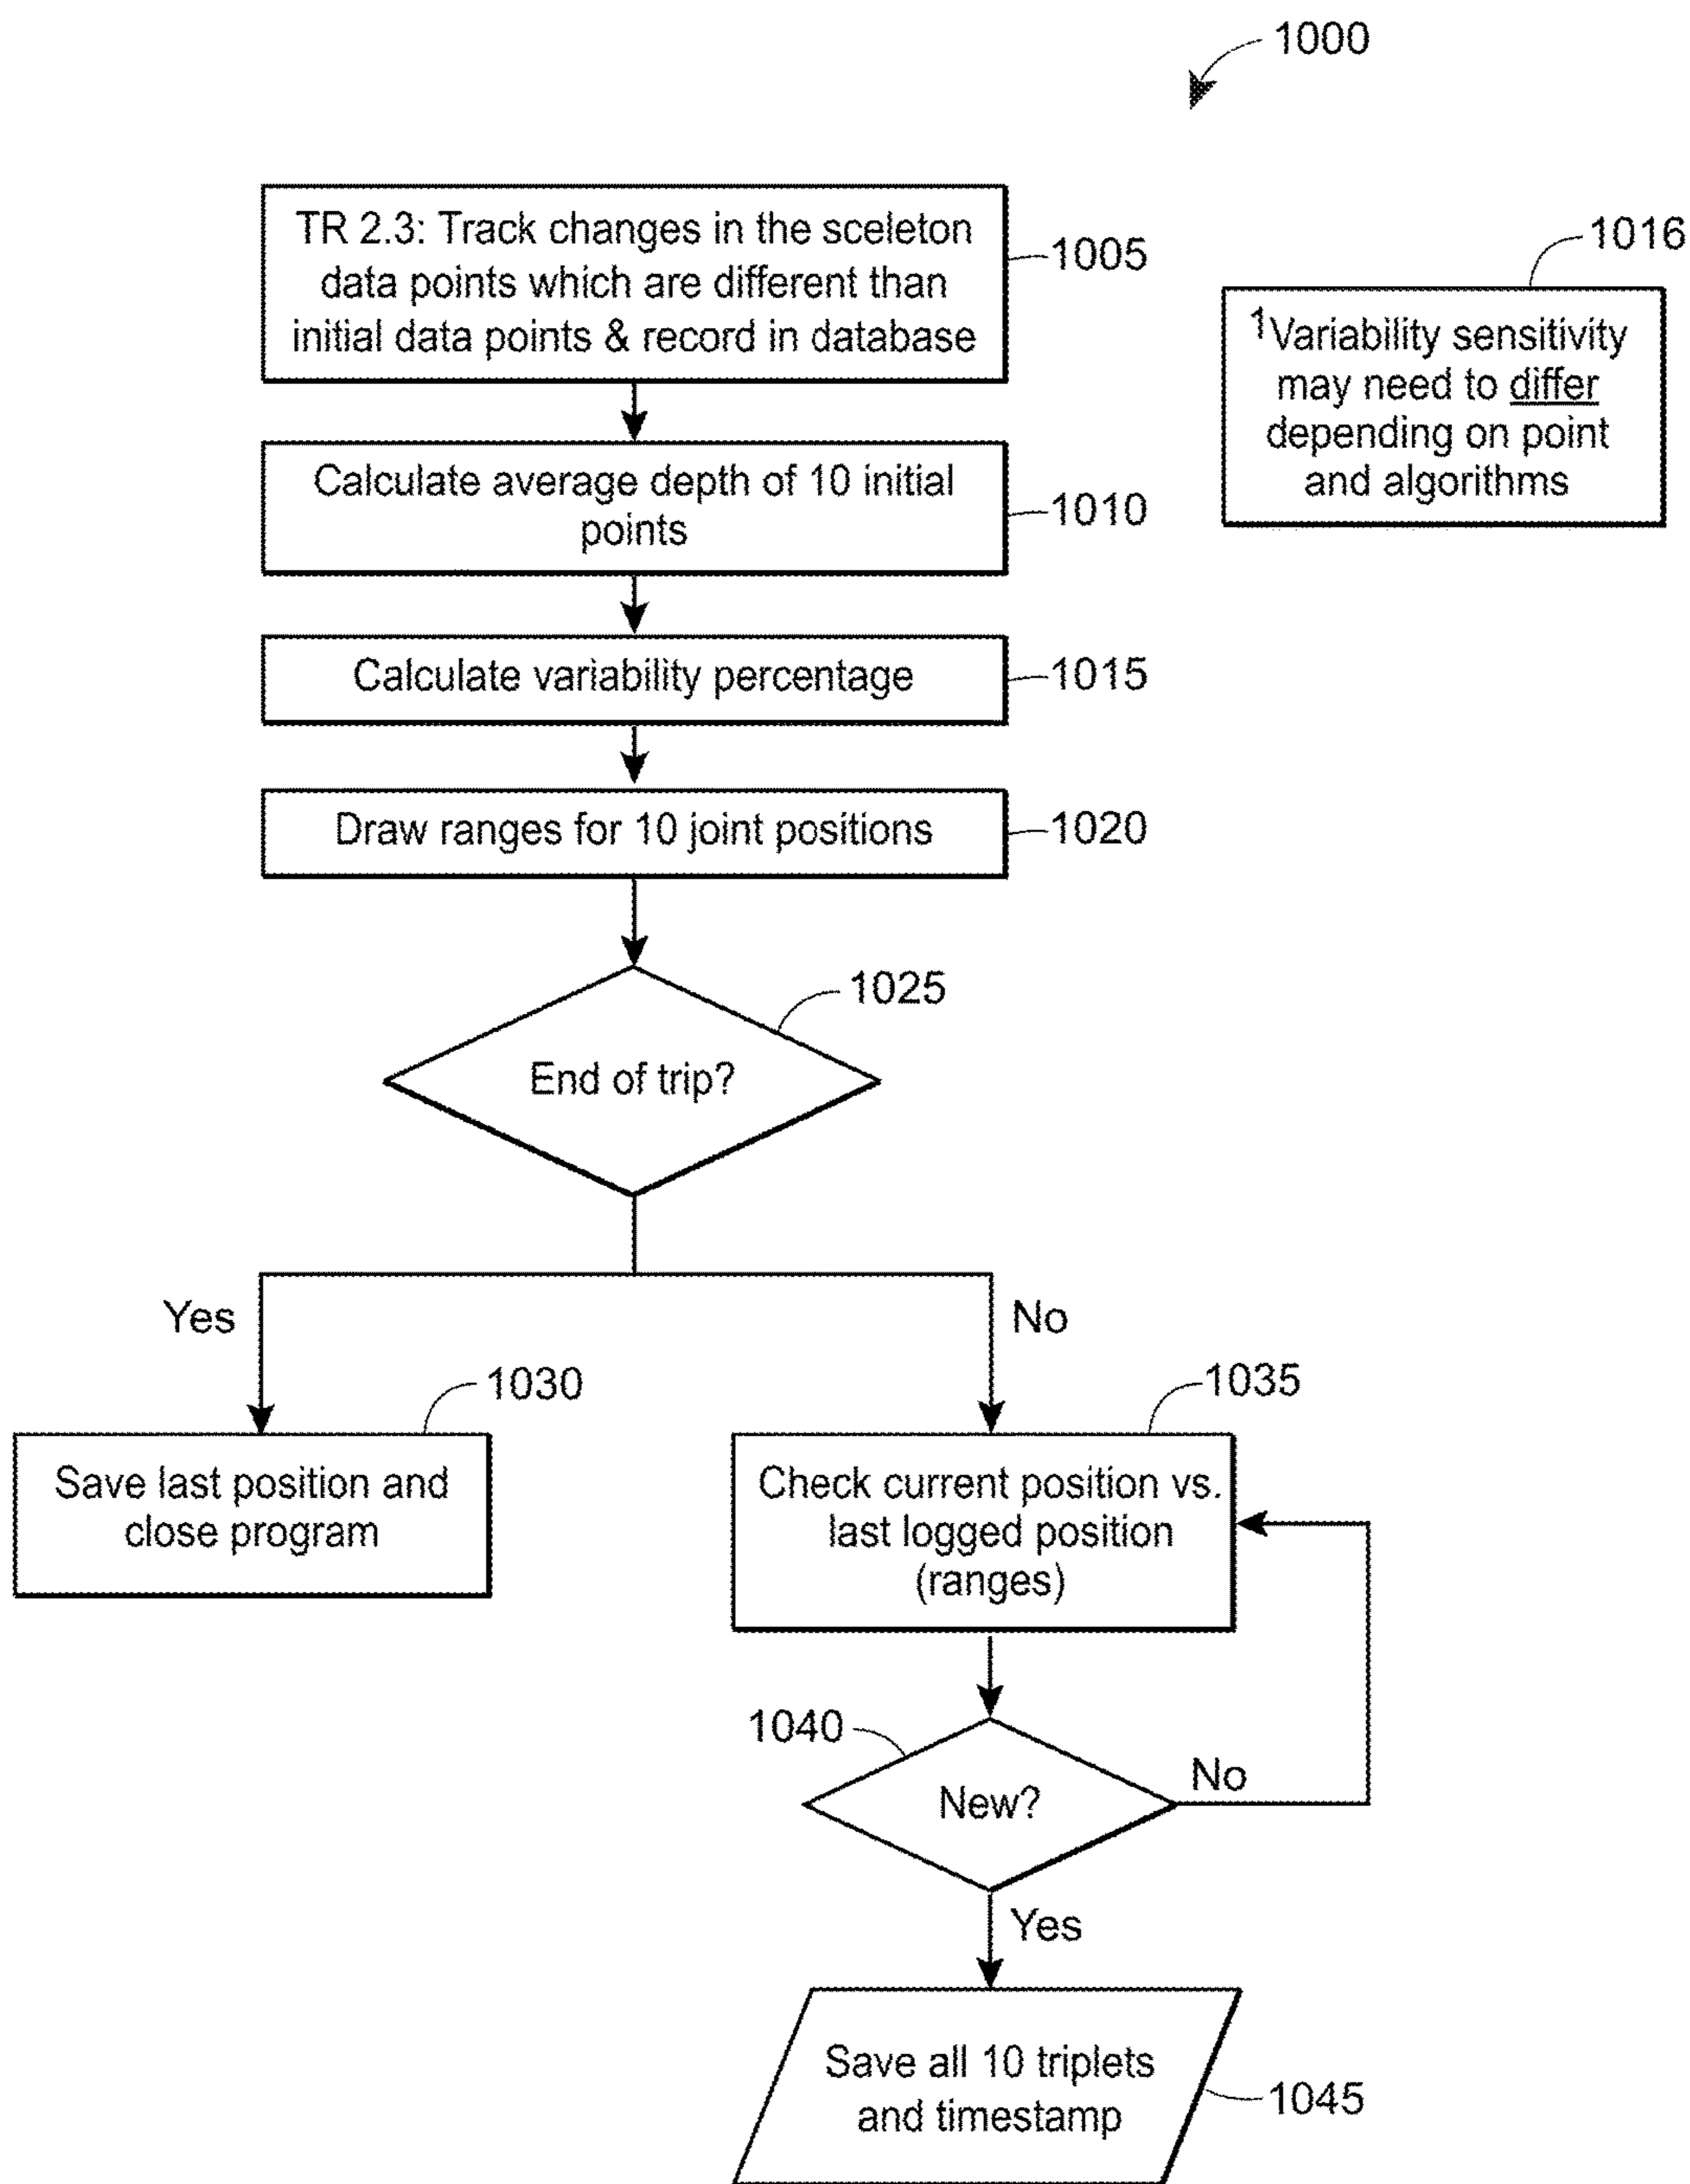 1000
TR 2.3: Track changes in the sceleton
data points which are different than
initial data points & record in database
1005
1016
1Variability sensitivity
may need to differ
depending on point
and algorithms
Calculate average depth of 10 initial
points
1010
Calculate variability percentage
1015
Draw ranges for 10 joint positions
1020
1025
End of trip?
Yes
No
1030
Save last position and
close program
1035
Check current position vs.
last logged position
(ranges)
1040
New?
No
Yes
Save all 10 triplets
and timestamp
1045